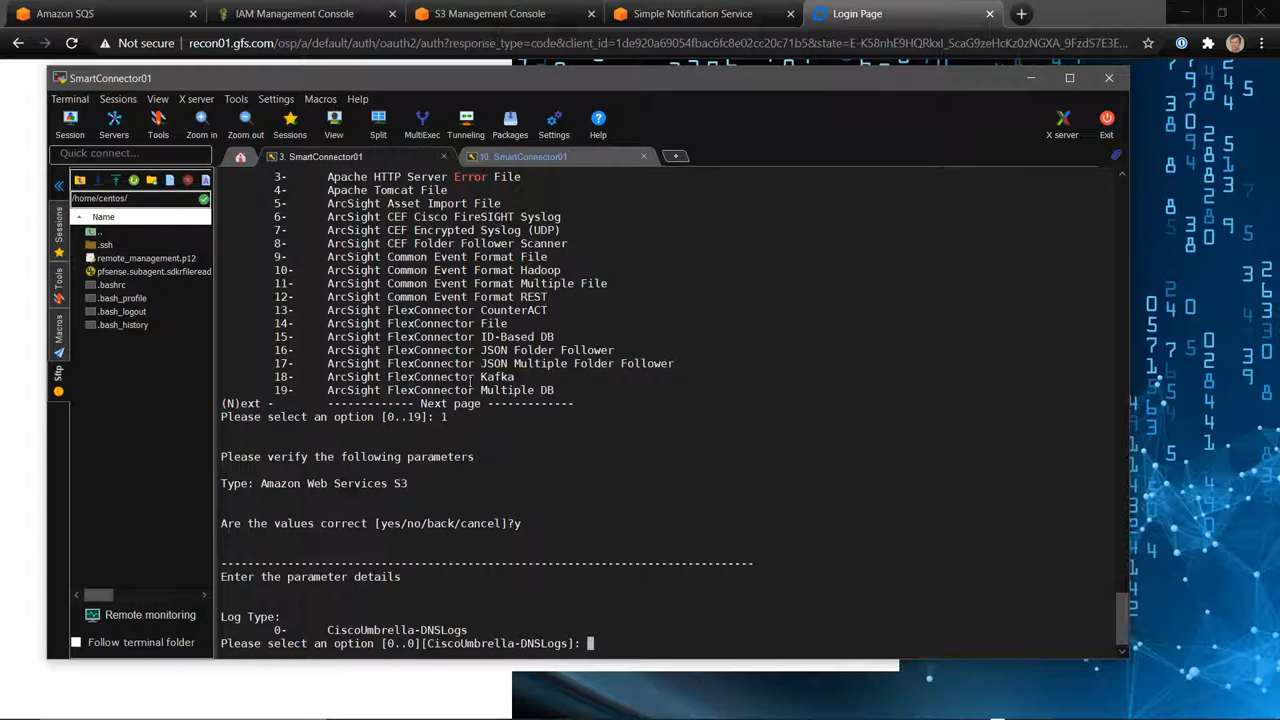 Amazon SQS
IAM Management Console
S3 Management Console
Simple Notification Service
Login Page
Not secure
recon01.gfs.com/osp/a/default/auth/oauth2/auth?response_type=code&client_id=1de920a69054fbac6fc8e02cc20c71b5&state=E-K58nhE9HQRkxI_ScaG9zeHcKz0zNGXA_9FzdS7E3E...
SmartConnector01
Terminal Sessions View X server Tools Settings Macros Help
Session Servers Tools Zoom in Zoom out Sessions View Split MultiExec Tunneling Packages Settings Help X server Exit
Quick connect...
3. SmartConnector01
10. SmartConnector01
/home/centos/
Name
..
.ssh
remote_management.p12
pfsense.subagent.sdkrfileread
.bashrc
.bash_profile
.bash_logout
.bash_history
Sessions
Tools
Macros
Sftp
Remote monitoring
Follow terminal folder
3- Apache HTTP Server Error File
4- Apache Tomcat File
5- ArcSight Asset Import File
6- ArcSight CEF Cisco FireSIGHT Syslog
7- ArcSight CEF Encrypted Syslog (UDP)
8- ArcSight CEF Folder Follower Scanner
9- ArcSight Common Event Format File
10- ArcSight Common Event Format Hadoop
11- ArcSight Common Event Format Multiple File
12- ArcSight Common Event Format REST
13- ArcSight FlexConnector CounterACT
14- ArcSight FlexConnector File
15- ArcSight FlexConnector ID-Based DB
16- ArcSight FlexConnector JSON Folder Follower
17- ArcSight FlexConnector JSON Multiple Folder Follower
18- ArcSight FlexConnector Kafka
19- ArcSight FlexConnector Multiple DB
(N)ext - ------------- Next page -------------
Please select an option [0..19]: 1
Please verify the following parameters
Type: Amazon Web Services S3
Are the values correct [yes/no/back/cancel]?y
--------------------------------------------------------------------------------
Enter the parameter details
Log Type:
0- CiscoUmbrella-DNSLogs
Please select an option [0..0][CiscoUmbrella-DNSLogs]: